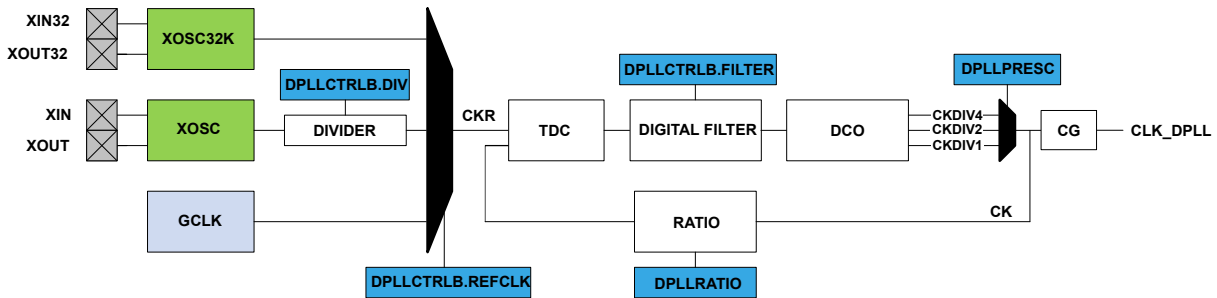 XIN32
XOUT32
XOSC32K
DPLLCTRLB.FILTER
DPLLPRESC
DPLLCTRLB.DIV
XIN
XOUT
XOSC
DIVIDER
CKR
TDC
DIGITAL FILTER
DCO
CKDIV4
CKDIV2
CKDIV1
CG
CLK_DPLL
GCLK
RATIO
CK
DPLLCTRLB.REFCLK
DPLLRATIO